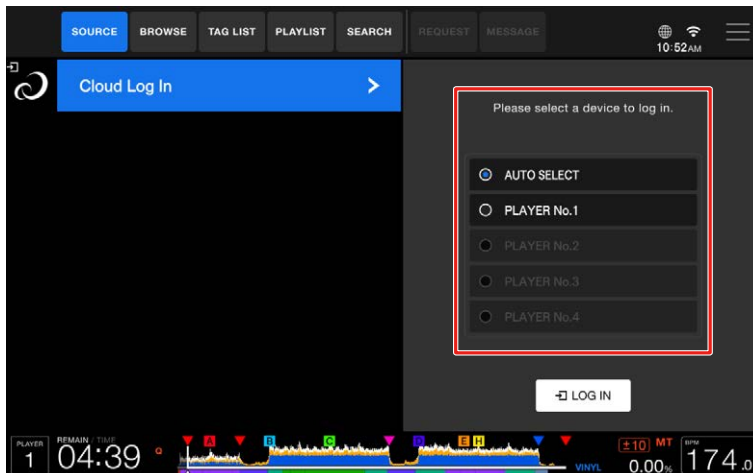 SOURCE BROWSE TAG LIST PLAYLIST SEARCH REQUEST MESSAGE
10:52AM
Cloud Log In
Please select a device to log in.
AUTO SELECT
PLAYER No.1
PLAYER No.2
PLAYER No.3
PLAYER No.4
LOG IN
PLAYER
1
REMAIN / TIME
04:39
A B C D E H
VINYL
±10 MT
0.00%
BPM
174.0